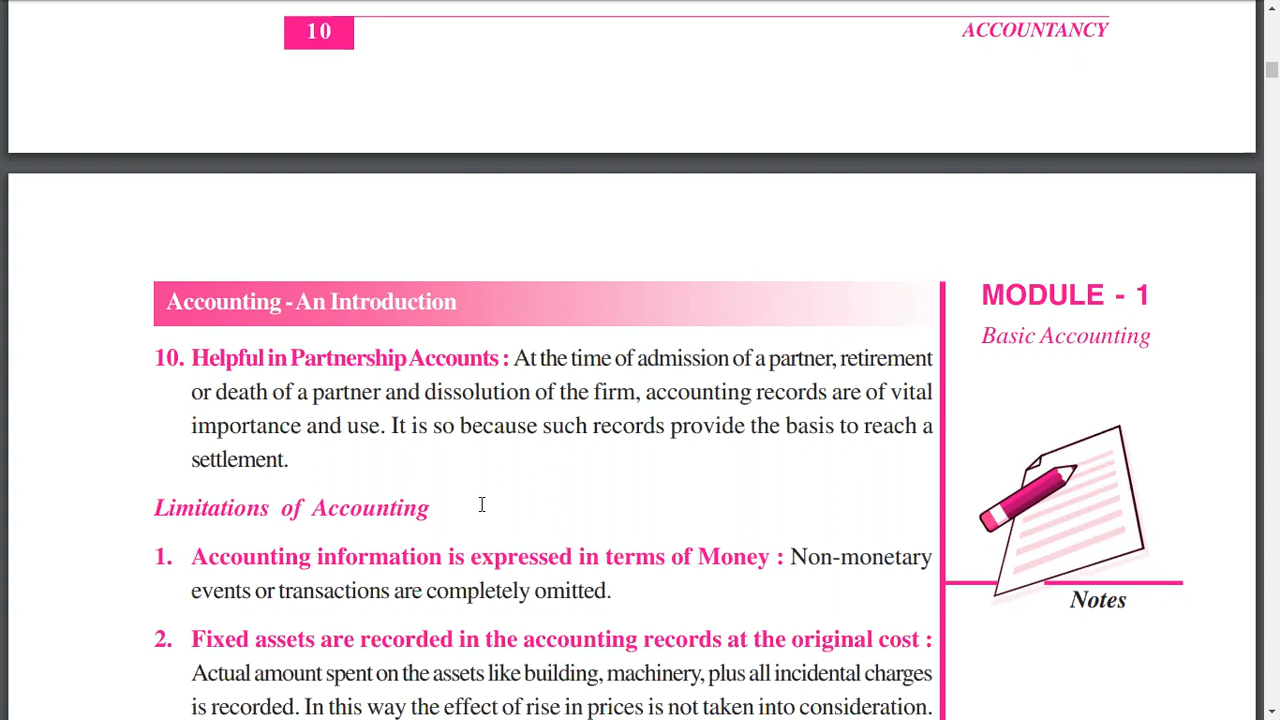 10
ACCOUNTANCY
Accounting - An Introduction
MODULE - 1
Basic Accounting
10. Helpful in Partnership Accounts : At the time of admission of a partner, retirement
or death of a partner and dissolution of the firm, accounting records are of vital
importance and use. It is so because such records provide the basis to reach a
settlement.
Limitations of Accounting
1. Accounting information is expressed in terms of Money : Non-monetary
events or transactions are completely omitted.
Notes
2. Fixed assets are recorded in the accounting records at the original cost :
Actual amount spent on the assets like building, machinery, plus all incidental charges
is recorded. In this way the effect of rise in prices is not taken into consideration.